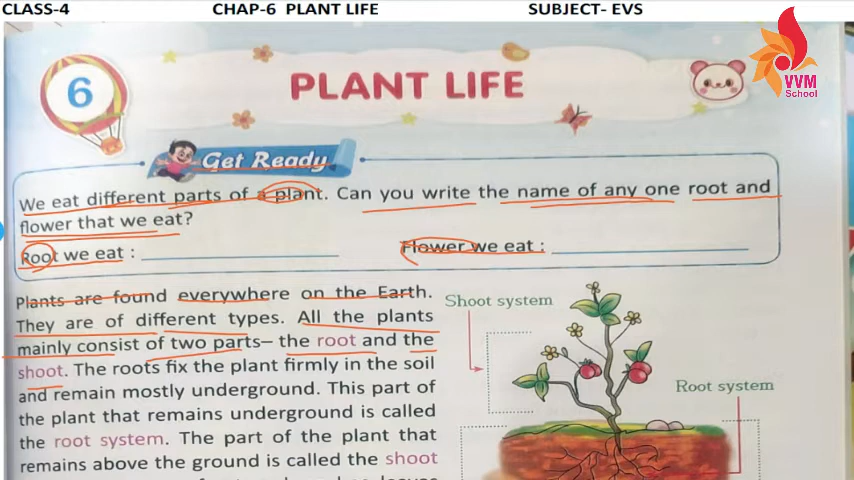 CLASS-4 CHAP-6 PLANT LIFE SUBJECT- EVS
VVM
School
6
PLANT LIFE
Get Ready
We eat different parts of a plant. Can you write the name of any one root and
flower that we eat?
Root we eat : Flower we eat :
Plants are found everywhere on the Earth.
They are of different types. All the plants
mainly consist of two parts– the root and the
shoot. The roots fix the plant firmly in the soil
and remain mostly underground. This part of
the plant that remains underground is called
the root system. The part of the plant that
remains above the ground is called the shoot
Shoot system
Root system